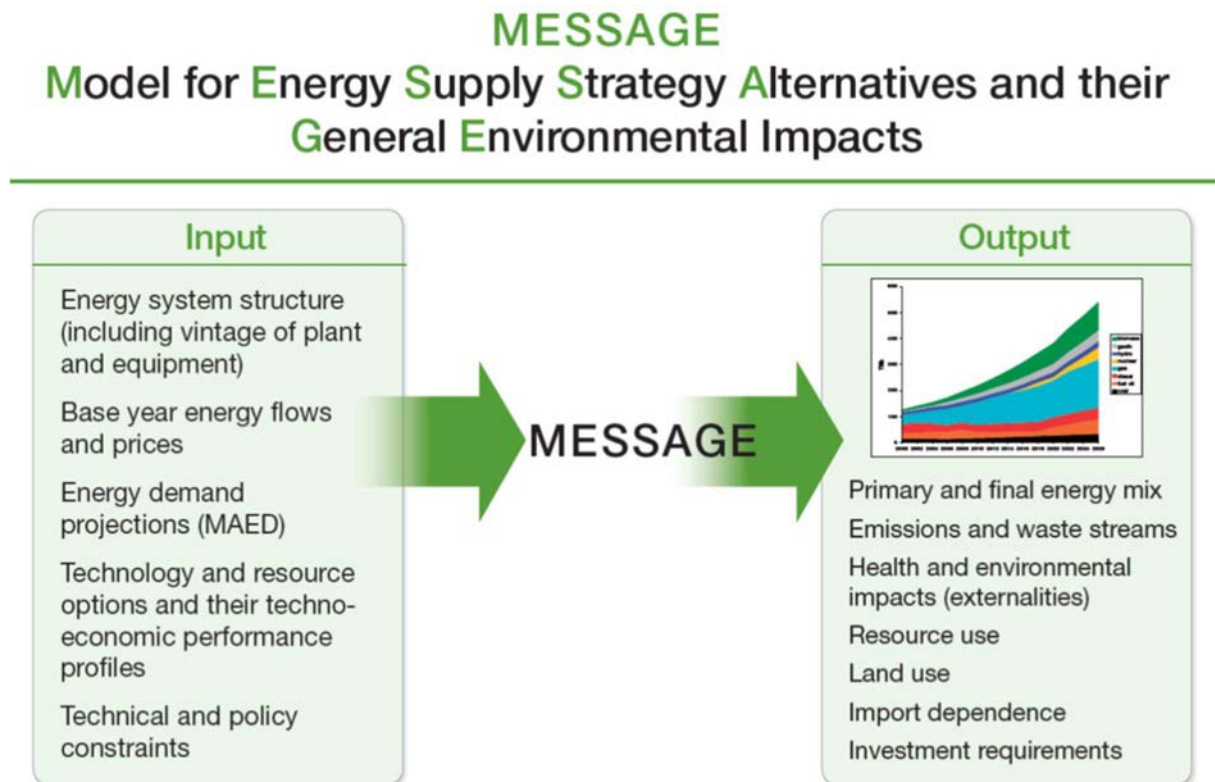 MESSAGE
Model for Energy Supply Strategy Alternatives and their
General Environmental Impacts
Input
Energy system structure
(including vintage of plant
and equipment)
Base year energy flows
and prices
Energy demand
projections (MAED)
Technology and resource
options and their techno-
economic performance
profiles
Technical and policy
constraints
MESSAGE
Output
hydro
nuclear
gas
Primary and final energy mix
Emissions and waste streams
Health and environmental
impacts (externalities)
Resource use
Land use
Import dependence
Investment requirements